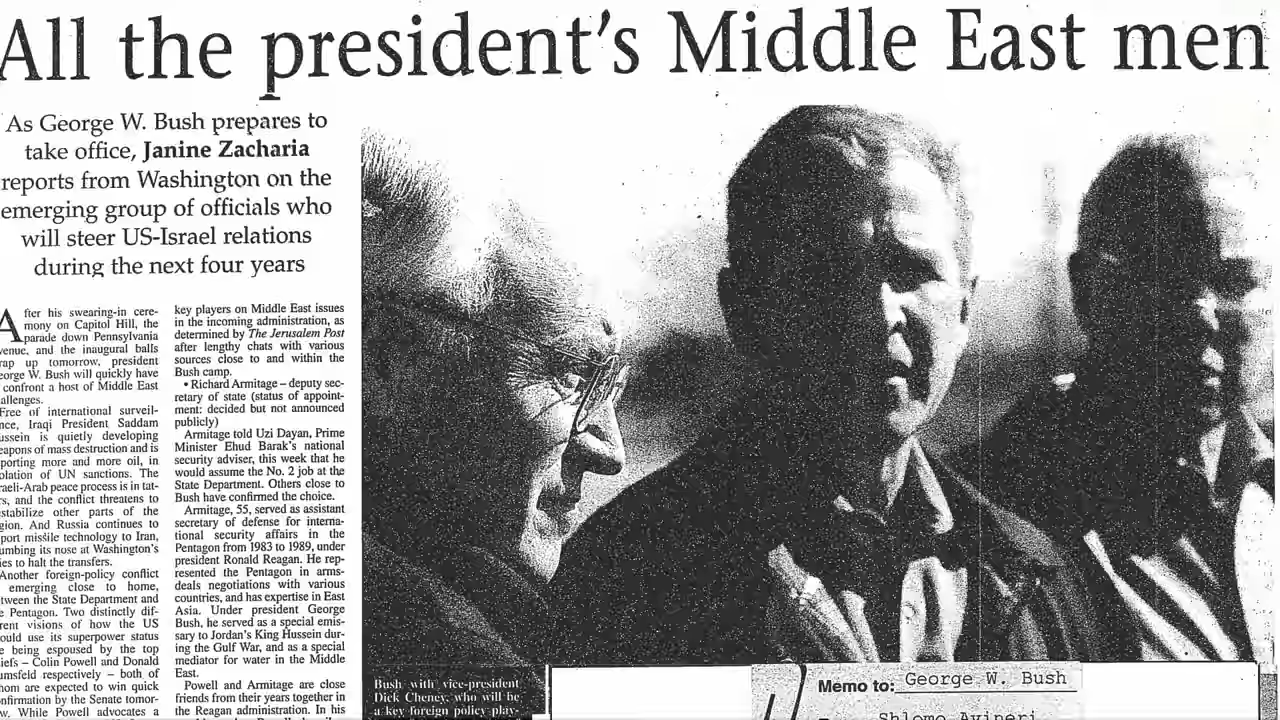 All the president's Middle East men
As George W. Bush prepares to
take office, Janine Zacharia
reports from Washington on the
emerging group of officials who
will steer US-Israel relations
during the next four years
After his swearing-in cere-
mony on Capitol Hill, the
parade down Pennsylvania
venue, and the inaugural balls
rap up tomorrow, president
eorge W. Bush will quickly have
confront a host of Middle East
allenges.
Free of international surveil-
nce, Iraqi President Saddam
ussein is quietly developing
eapons of mass destruction and is
porting more and more oil, in
olation of UN sanctions. The
raeli-Arab peace process is in tat-
rs, and the conflict threatens to
stabilize other parts of the
gion. And Russia continues to
port missile technology to Iran,
umbing its nose at Washington's
ies to halt the transfers.
Another foreign-policy conflict
emerging close to home,
tween the State Department and
e Pentagon. Two distinctly dif-
rent visions of how the US
ould use its superpower status
e being espoused by the top
iefs – Colin Powell and Donald
umsfeld respectively – both of
hom are expected to win quick
nfirmation by the Senate tomor-
w. While Powell advocates a
key players on Middle East issues
in the incoming administration, as
determined by The Jerusalem Post
after lengthy chats with various
sources close to and within the
Bush camp.
• Richard Armitage – deputy sec-
retary of state (status of appoint-
ment: decided but not announced
publicly)
Armitage told Uzi Dayan, Prime
Minister Ehud Barak's national
security adviser, this week that he
would assume the No. 2 job at the
State Department. Others close to
Bush have confirmed the choice.
Armitage, 55, served as assistant
secretary of defense for interna-
tional security affairs in the
Pentagon from 1983 to 1989, under
president Ronald Reagan. He rep-
resented the Pentagon in arms-
deals negotiations with various
countries, and has expertise in East
Asia. Under president George
Bush, he served as a special emis-
sary to Jordan's King Hussein dur-
ing the Gulf War, and as a special
mediator for water in the Middle
East.
Powell and Armitage are close
friends from their years together in
the Reagan administration. In his
Bush with vice-president
Dick Cheney, who will be
a key foreign policy play-
Memo to: George W. Bush
Shlomo Avineri